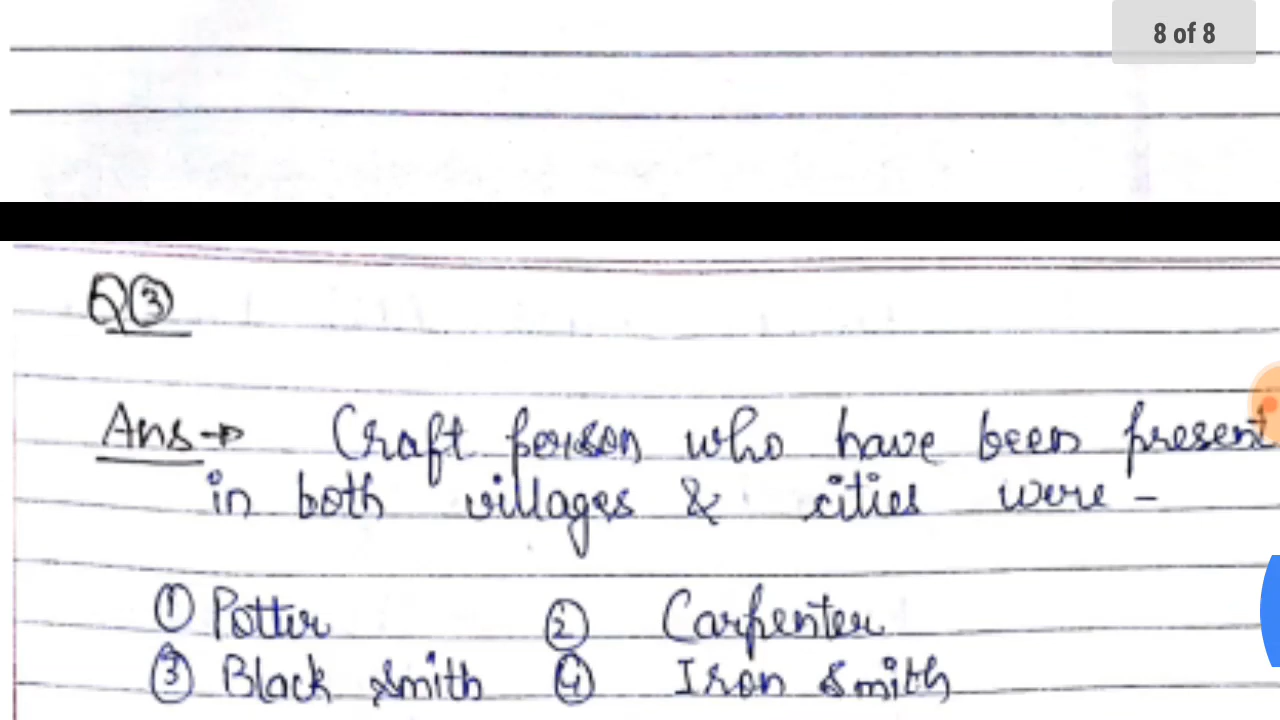 8 of 8
Q③
Ans→ Craft person who have been present
in both villages & cities were -
① Potter ② Carpenter
③ Black smith ④ Iron smith